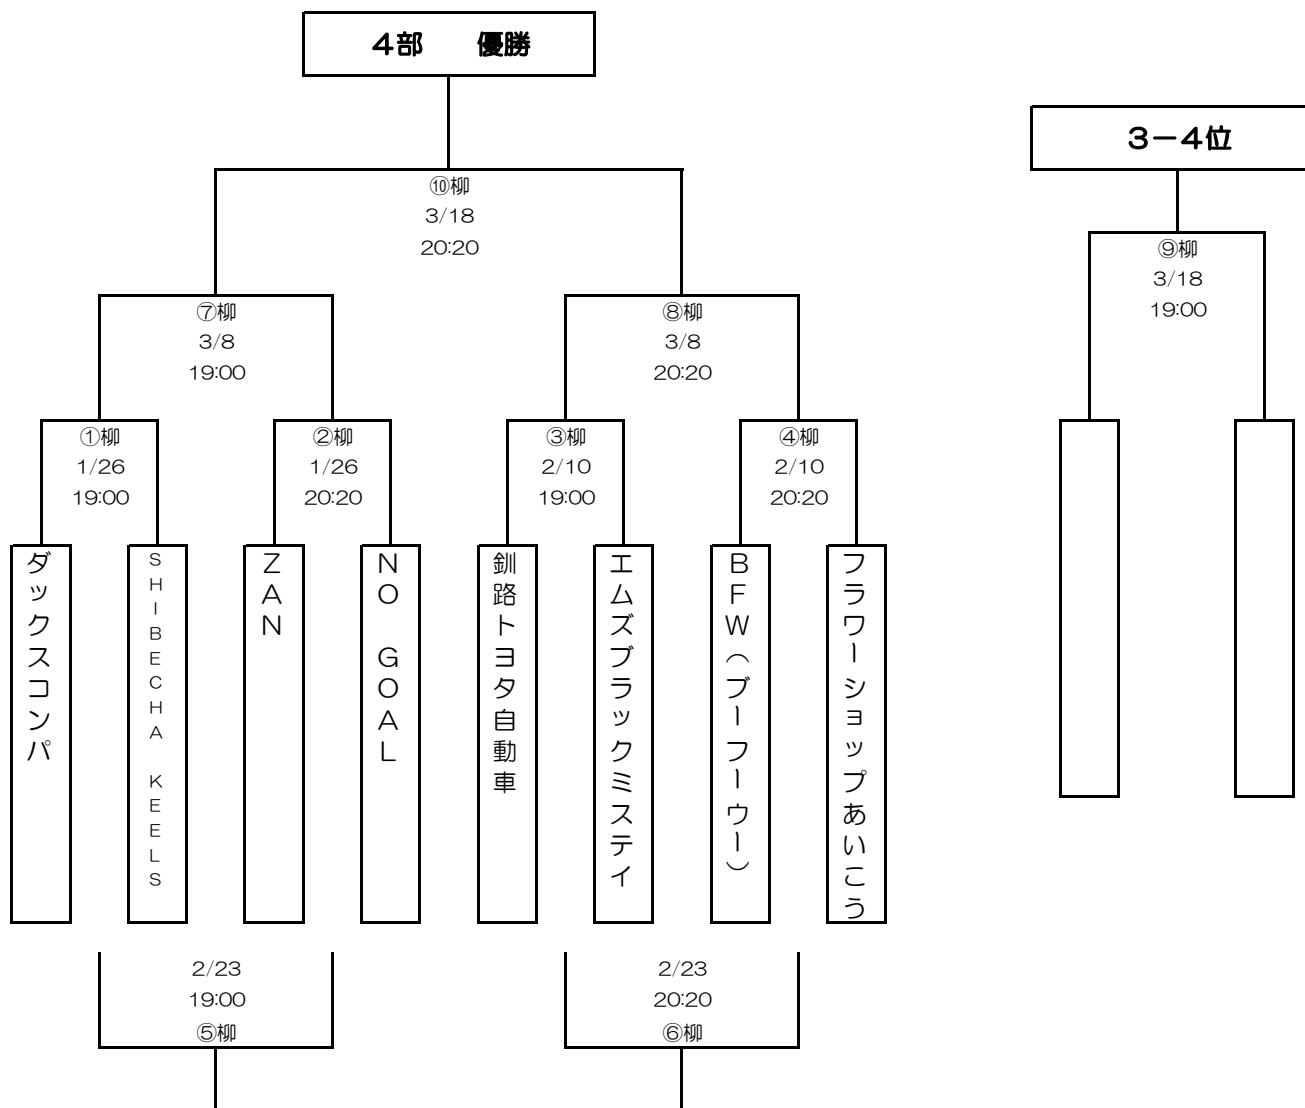 4部　優勝
3－4位
⑩柳
3/18
20:20
⑨柳
3/18
19:00
⑦柳
3/8
19:00
⑧柳
3/8
20:20
①柳
1/26
19:00
②柳
1/26
20:20
③柳
2/10
19:00
④柳
2/10
20:20
ダックスコンパ
SHIBECHA KEELS
ZAN
NO GOAL
釧路トヨタ自動車
エムズブラックミステイ
BFW（ブーフーウー）
フラワーショップあいこう
2/23
19:00
⑤柳
2/23
20:20
⑥柳